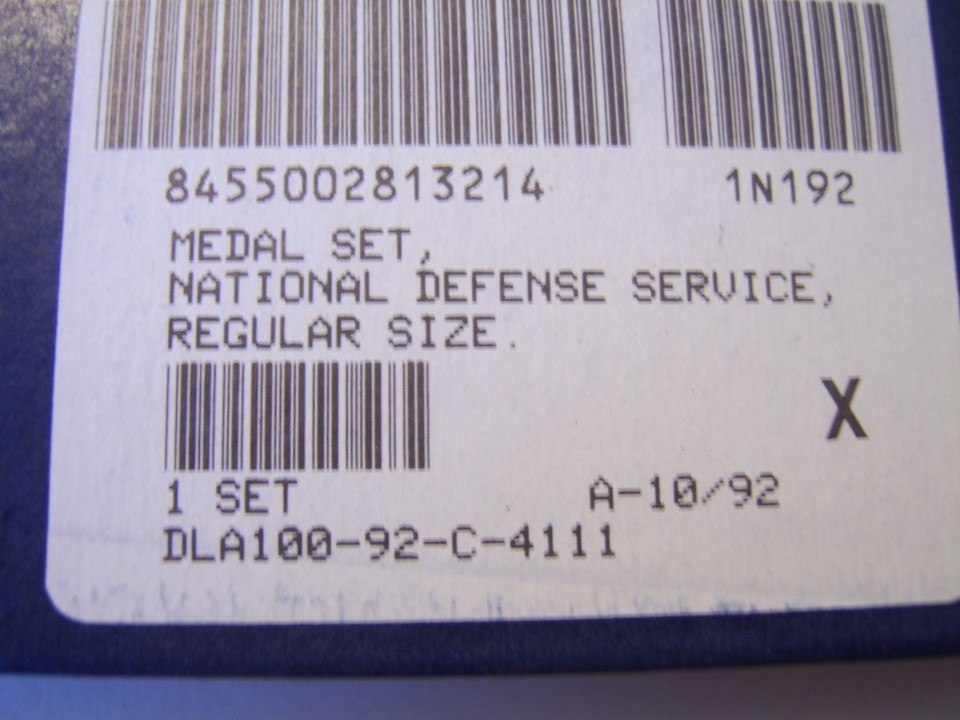 8455002813214 1N192
MEDAL SET,
NATIONAL DEFENSE SERVICE,
REGULAR SIZE.
X
1 SET A-10/92
DLA100-92-C-4111